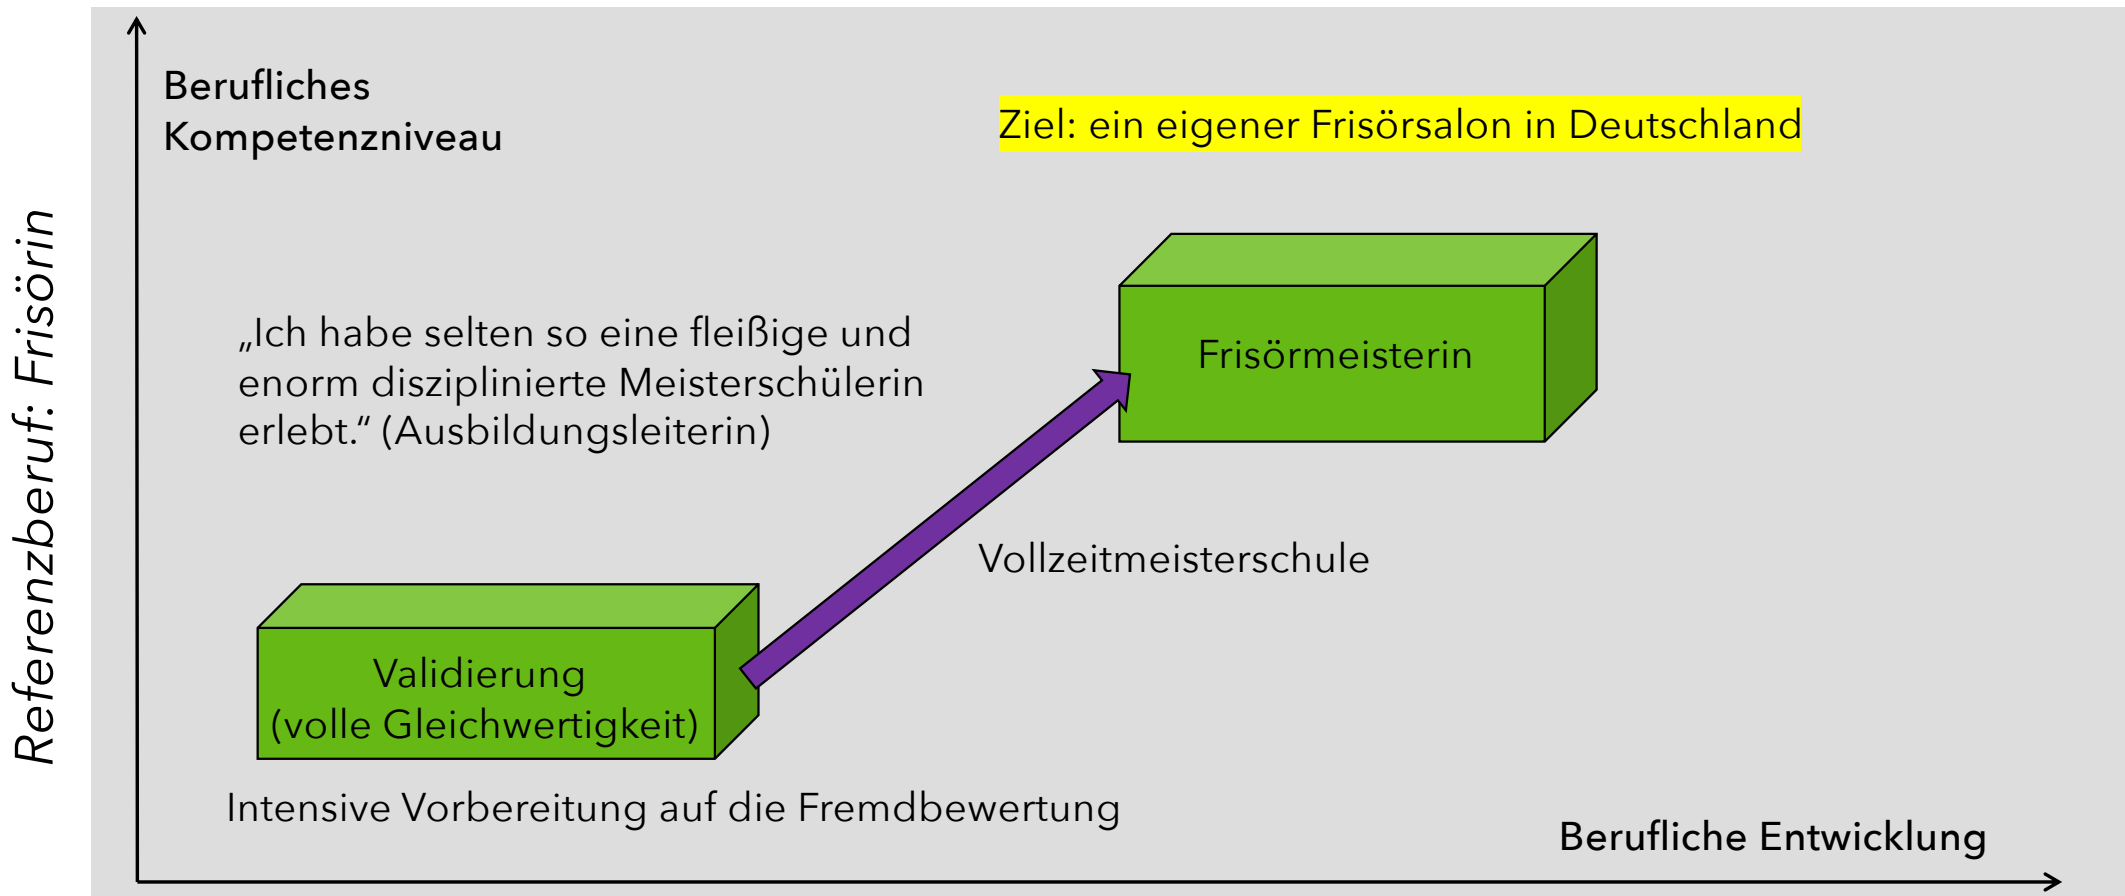 Referenzberuf: Frisörin
Berufliches
Kompetenzniveau
Ziel: ein eigener Frisörsalon in Deutschland
„Ich habe selten so eine fleißige und
enorm disziplinierte Meisterschülerin
erlebt.“ (Ausbildungsleiterin)
Frisörmeisterin
Vollzeitmeisterschule
Validierung
(volle Gleichwertigkeit)
Intensive Vorbereitung auf die Fremdbewertung
Berufliche Entwicklung